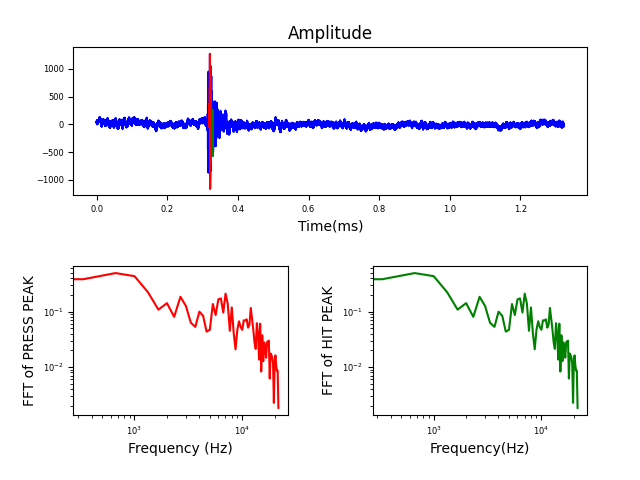 Amplitude
1000
500
0
−500
−1000
0.0 0.2 0.4 0.6 0.8 1.0 1.2
Time(ms)
FFT of PRESS PEAK
10⁻¹
10⁻²
10³ 10⁴
Frequency (Hz)
FFT of HIT PEAK
10⁻¹
10⁻²
10³ 10⁴
Frequency(Hz)